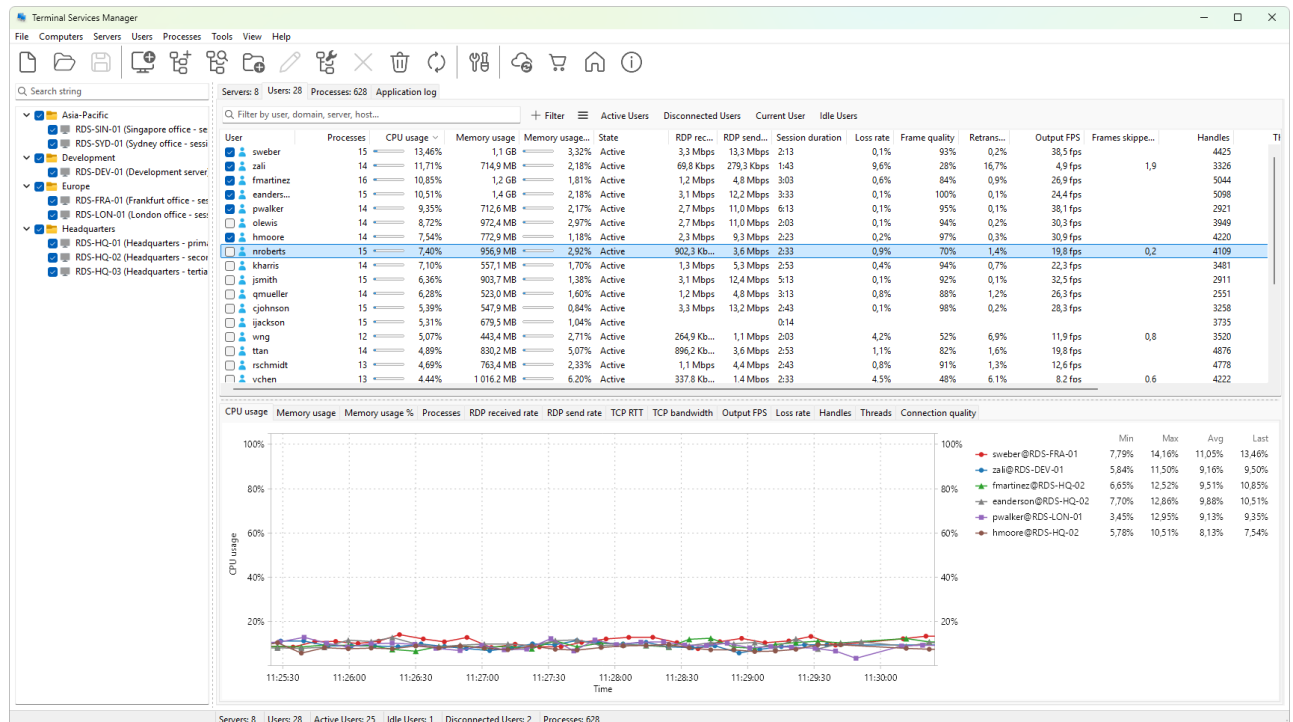 Terminal Services Manager
File Computers Servers Users Processes Tools View Help
Search string
Asia-Pacific
RDS-SIN-01 (Singapore office - se
RDS-SYD-01 (Sydney office - sessi
Development
RDS-DEV-01 (Development server,
Europe
RDS-FRA-01 (Frankfurt office - ses
RDS-LON-01 (London office - ses
Headquarters
RDS-HQ-01 (Headquarters - prima
RDS-HQ-02 (Headquarters - secon
RDS-HQ-03 (Headquarters - tertia
Servers: 8 Users: 28 Processes: 628 Application log
Filter by user, domain, server, host... Filter Active Users Disconnected Users Current User Idle Users
User Processes CPU usage Memory usage Memory usage... State RDP rec... RDP send... Session duration Loss rate Frame quality Retrans... Output FPS Frames skippe... Handles Tl
sweber 15 13,46% 1,1 GB 3,32% Active 3,3 Mbps 13,3 Mbps 2:13 0,1% 93% 0,2% 38,5 fps 4425
zali 14 11,71% 714,9 MB 2,18% Active 69,8 Kbps 279,3 Kbps 1:43 9,6% 28% 16,7% 4,9 fps 1,9 3326
fmartinez 16 10,85% 1,2 GB 1,81% Active 1,2 Mbps 4,8 Mbps 3:03 0,6% 84% 0,9% 26,9 fps 5044
eanders... 15 10,51% 1,4 GB 2,18% Active 3,1 Mbps 12,2 Mbps 3:33 0,1% 100% 0,1% 24,4 fps 5098
pwalker 14 9,35% 712,6 MB 2,17% Active 2,7 Mbps 11,0 Mbps 6:13 0,1% 95% 0,1% 38,1 fps 2921
olewis 14 8,72% 972,4 MB 2,97% Active 2,7 Mbps 11,0 Mbps 2:03 0,1% 94% 0,2% 30,3 fps 3949
hmoore 14 7,54% 772,9 MB 1,18% Active 2,3 Mbps 9,3 Mbps 2:23 0,2% 97% 0,3% 30,9 fps 4220
nroberts 15 7,40% 956,9 MB 2,92% Active 902,3 Kb... 3,6 Mbps 2:33 0,9% 70% 1,4% 19,8 fps 0,2 4109
kharris 14 7,10% 557,1 MB 1,70% Active 1,3 Mbps 5,3 Mbps 2:53 0,4% 94% 0,7% 22,3 fps 3481
jsmith 15 6,36% 903,7 MB 1,38% Active 3,1 Mbps 12,4 Mbps 5:13 0,1% 92% 0,1% 32,5 fps 2911
qmueller 14 6,28% 523,0 MB 1,60% Active 1,2 Mbps 4,8 Mbps 3:13 0,8% 88% 1,2% 26,3 fps 2551
cjohnson 15 5,39% 547,9 MB 0,84% Active 3,3 Mbps 13,2 Mbps 2:43 0,1% 98% 0,2% 28,3 fps 3258
ijackson 15 5,31% 679,5 MB 1,04% Active 0:14 3735
wng 12 5,07% 443,4 MB 2,71% Active 264,9 Kb... 1,1 Mbps 2:03 4,2% 52% 6,9% 11,9 fps 0,8 3520
ttan 14 4,89% 830,2 MB 5,07% Active 896,2 Kb... 3,6 Mbps 2:53 1,1% 82% 1,6% 19,8 fps 4876
rschmidt 13 4,69% 763,4 MB 2,33% Active 1,1 Mbps 4,4 Mbps 2:43 0,8% 91% 1,3% 12,6 fps 4778
vchen 13 4,44% 1 016,2 MB 6,20% Active 337,8 Kb... 1,4 Mbps 2:33 4,5% 48% 6,1% 8,2 fps 0,6 4222
CPU usage Memory usage Memory usage % Processes RDP received rate RDP send rate TCP RTT TCP bandwidth Output FPS Loss rate Handles Threads Connection quality
Min Max Avg Last
sweber@RDS-FRA-01 7,79% 14,16% 11,05% 13,46%
zali@RDS-DEV-01 5,84% 11,50% 9,16% 9,50%
fmartinez@RDS-HQ-02 6,65% 12,52% 9,51% 10,85%
eanderson@RDS-HQ-02 7,70% 12,86% 9,88% 10,51%
pwalker@RDS-LON-01 3,45% 12,95% 9,13% 9,35%
hmoore@RDS-HQ-02 5,78% 10,51% 8,13% 7,54%
100% 100%
80% 80%
60% 60%
40% 40%
20% 20%
CPU usage
11:25:30 11:26:00 11:26:30 11:27:00 11:27:30 11:28:00 11:28:30 11:29:00 11:29:30 11:30:00
Time
Servers: 8 Users: 28 Active Users: 25 Idle Users: 1 Disconnected Users: 2 Processes: 628